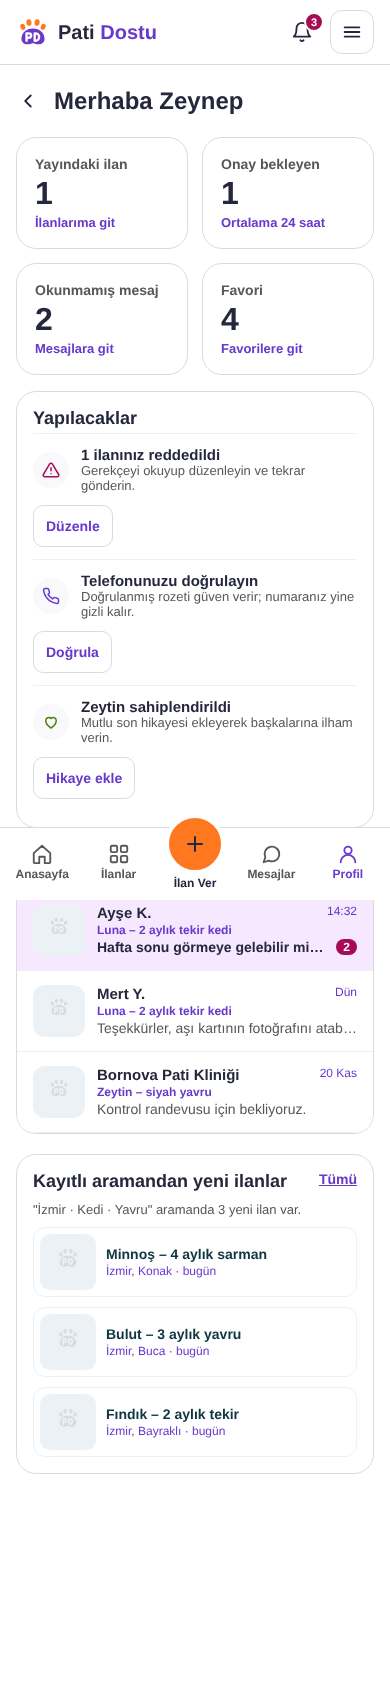 PD Pati Dostu
3
Merhaba Zeynep
Yayındaki ilan
1
İlanlarıma git
Onay bekleyen
1
Ortalama 24 saat
Okunmamış mesaj
2
Mesajlara git
Favori
4
Favorilere git
Yapılacaklar
1 ilanınız reddedildi
Gerekçeyi okuyup düzenleyin ve tekrar
gönderin.
Düzenle
Telefonunuzu doğrulayın
Doğrulanmış rozeti güven verir; numaranız yine
gizli kalır.
Doğrula
Zeytin sahiplendirildi
Mutlu son hikayesi ekleyerek başkalarına ilham
verin.
Hikaye ekle
Anasayfa
İlanlar
İlan Ver
Mesajlar
Profil
Ayşe K.
14:32
Luna – 2 aylık tekir kedi
Hafta sonu görmeye gelebilir mi…
2
Mert Y.
Dün
Luna – 2 aylık tekir kedi
Teşekkürler, aşı kartının fotoğrafını atab…
Bornova Pati Kliniği
20 Kas
Zeytin – siyah yavru
Kontrol randevusu için bekliyoruz.
Kayıtlı aramandan yeni ilanlar
Tümü
"İzmir · Kedi · Yavru" aramanda 3 yeni ilan var.
PD
Minnoş – 4 aylık sarman
İzmir, Konak · bugün
PD
Bulut – 3 aylık yavru
İzmir, Buca · bugün
PD
Fındık – 2 aylık tekir
İzmir, Bayraklı · bugün